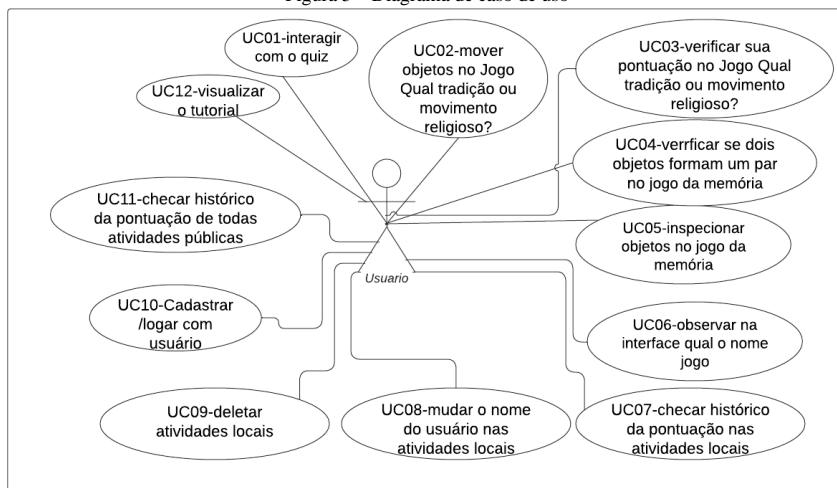 Figura 3 – Diagrama de caso de uso
UC01-interagir
com o quiz
UC02-mover
objetos no Jogo
Qual tradição ou
movimento
religioso?
UC03-verificar sua
pontuação no Jogo Qual
tradição ou movimento
religioso?
UC12-visualizar
o tutorial
UC04-verrficar se dois
objetos formam um par
no jogo da memória
UC11-checar histórico
da pontuação de todas
atividades públicas
UC05-inspecionar
objetos no jogo da
memória
Usuario
UC10-Cadastrar
/logar com
usuário
UC06-observar na
interface qual o nome
jogo
UC09-deletar
atividades locais
UC08-mudar o nome
do usuário nas
atividades locais
UC07-checar histórico
da pontuação nas
atividades locais